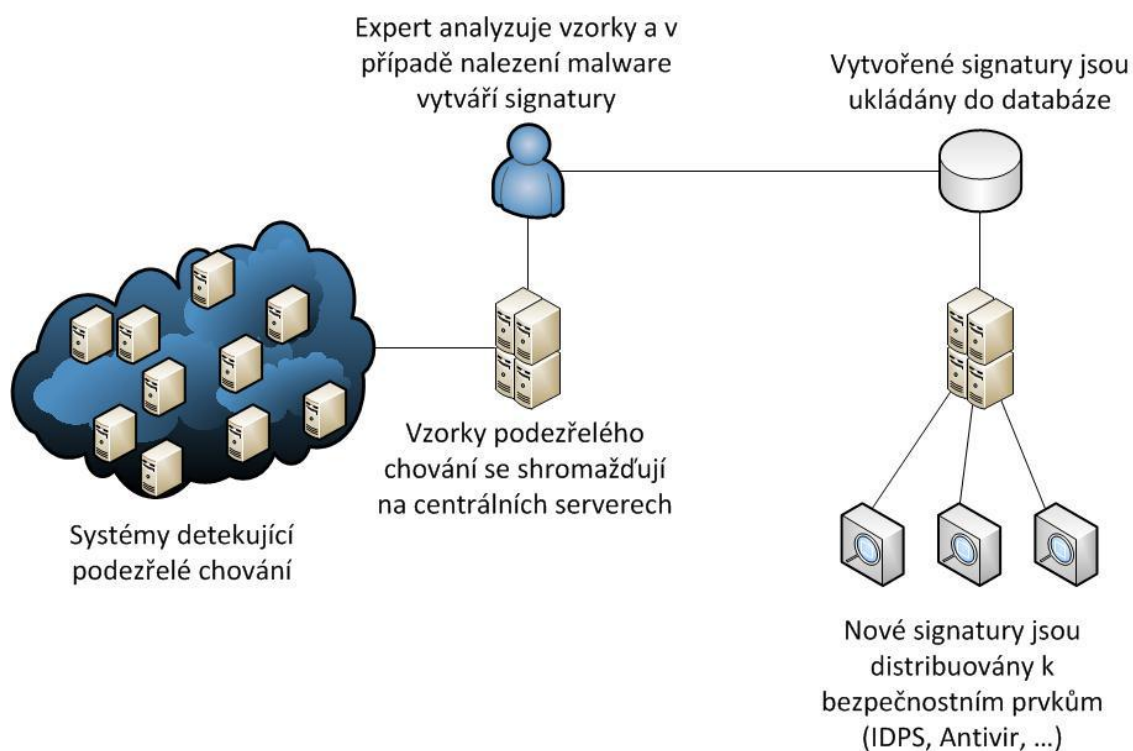 Expert analyzuje vzorky a v
případě nalezení malware
vytváří signatury
Vytvořené signatury jsou
ukládány do databáze
Vzorky podezřelého
chování se shromažďují
na centrálních serverech
Systémy detekující
podezřelé chování
Nové signatury jsou
distribuovány k
bezpečnostním prvkům
(IDPS, Antivir, ...)